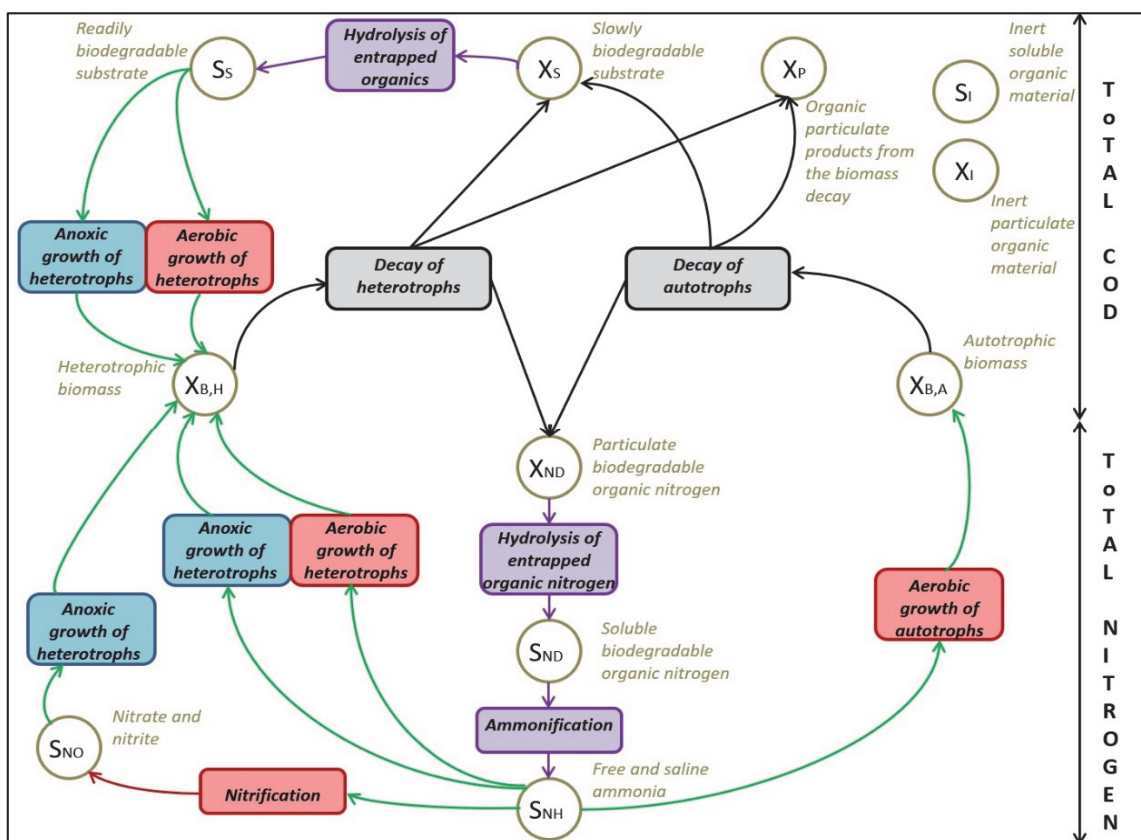 Readily
biodegradable
substrate
SS
Hydrolysis of
entrapped
organics
XS
Slowly
biodegradable
substrate
XP
Organic
particulate
products from
the biomass
decay
Inert
soluble
organic
material
SI
XI
Inert
particulate
organic
material
ToTAL COD
Anoxic
growth of
heterotrophs
Aerobic
growth of
heterotrophs
Decay of
heterotrophs
Decay of
autotrophs
Heterotrophic
biomass
XB,H
Autotrophic
biomass
XB,A
XND
Particulate
biodegradable
organic nitrogen
ToTAL NITROGEN
Anoxic
growth of
heterotrophs
Aerobic
growth of
heterotrophs
Hydrolysis of
entrapped
organic nitrogen
Anoxic
growth of
heterotrophs
Aerobic
growth of
autotrophs
SND
Soluble
biodegradable
organic nitrogen
Ammonification
SNO
Nitrate and
nitrite
Nitrification
SNH
Free and saline
ammonia